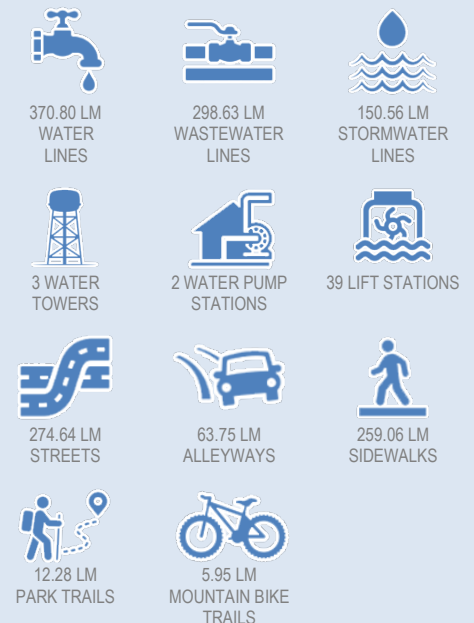 370.80 LM
WATER
LINES
298.63 LM
WASTEWATER
LINES
150.56 LM
STORMWATER
LINES
3 WATER
TOWERS
2 WATER PUMP
STATIONS
39 LIFT STATIONS
274.64 LM
STREETS
63.75 LM
ALLEYWAYS
259.06 LM
SIDEWALKS
12.28 LM
PARK TRAILS
5.95 LM
MOUNTAIN BIKE
TRAILS